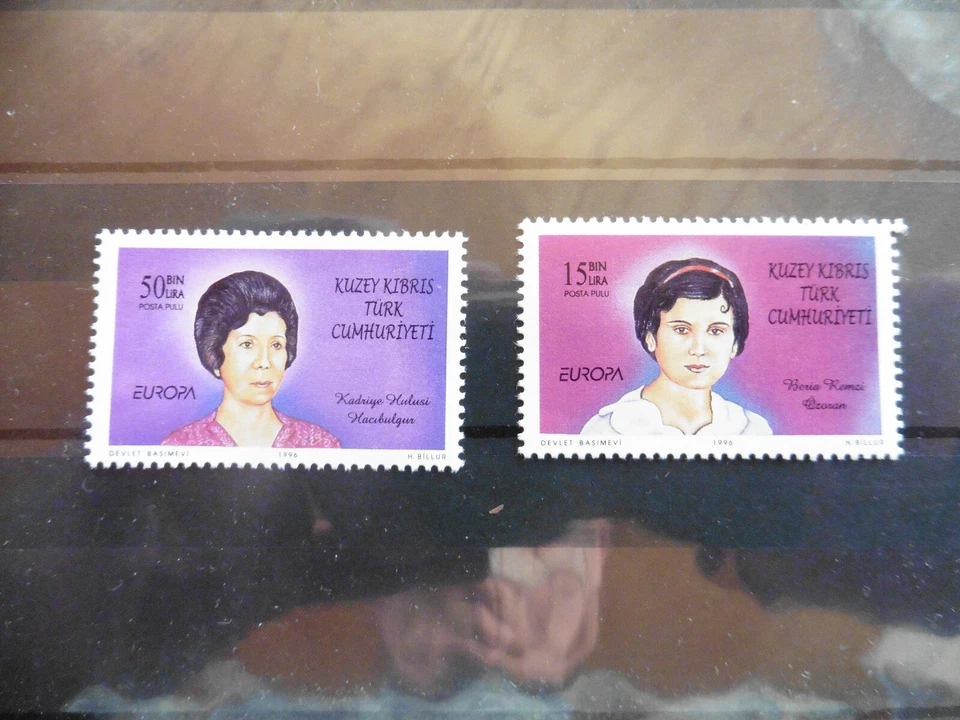 50 BIN LIRA
POSTA PULU
KUZEY KIBRIS
TÜRK
CUMHURİYETİ
EUROPA
Kadriye Hulusi
Hacıbulgur
DEVLET BASIMEVİ 1996 H. BİLLUR
15 BIN LIRA
POSTA PULU
KUZEY KIBRIS
TÜRK
CUMHURİYETİ
EUROPA
Beria Remzi
Özoran
DEVLET BASIMEVİ 1996 H. BİLLUR